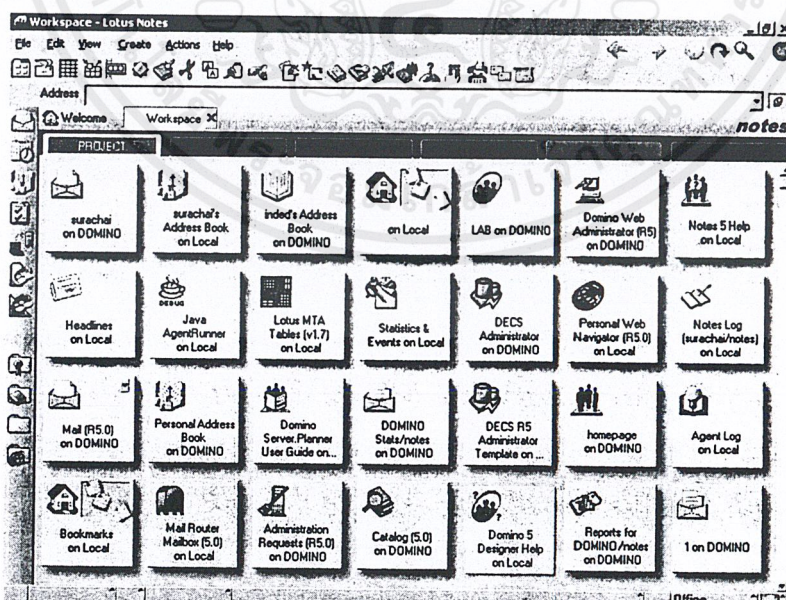 Workspace - Lotus Notes
File Edit View Create Actions Help
Address
Welcome Workspace
notes
PROJECT
surachai
on DOMINO
surachai's
Address Book
on Local
inded's Address
Book
on DOMINO
on Local
LAB on DOMINO
Domino Web
Administrator (R5)
on DOMINO
Notes 5 Help
on Local
Headlines
on Local
DEBUG
Java
AgentRunner
on Local
Lotus MTA
Tables (v1.7)
on Local
Statistics &
Events on Local
DECS
Administrator
on DOMINO
Personal Web
Navigator (R5.0)
on Local
Notes Log
(surachai/notes)
on Local
Mail (R5.0)
on DOMINO
Personal Address
Book
on DOMINO
Domino
Server.Planner
User Guide on...
DOMINO
Stats/notes
on DOMINO
DECS R5
Administrator
Template on ...
homepage
on DOMINO
Agent Log
on Local
Bookmarks
on Local
Mail Router
Mailbox (5.0)
on Local
Administration
Requests (R5.0)
on DOMINO
Catalog (5.0)
on DOMINO
Domino 5
Designer Help
on Local
Reports for
DOMINO/notes
on DOMINO
1 on DOMINO
Office